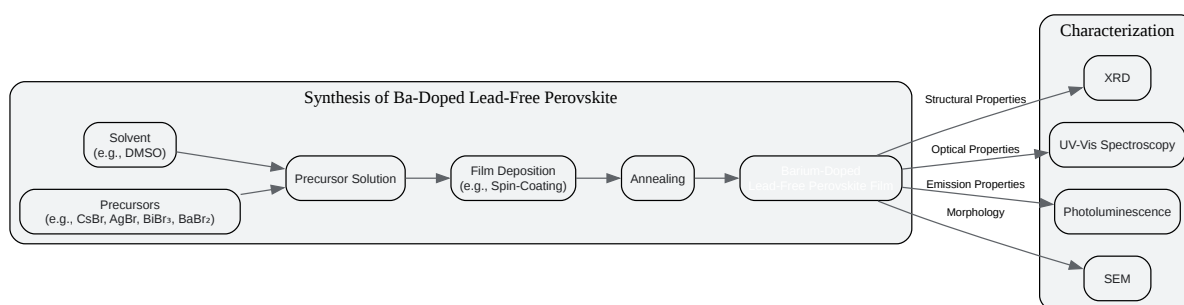 Characterization
XRD
Synthesis of Ba-Doped Lead-Free Perovskite
Structural Properties
Solvent
(e.g., DMSO)
Optical Properties
UV-Vis Spectroscopy
Precursor Solution
Film Deposition
(e.g., Spin-Coating)
Annealing
Barium-Doped
Lead-Free Perovskite Film
Emission Properties
Precursors
(e.g., CsBr, AgBr, BiBr₃, BaBr₂)
Photoluminescence
Morphology
SEM